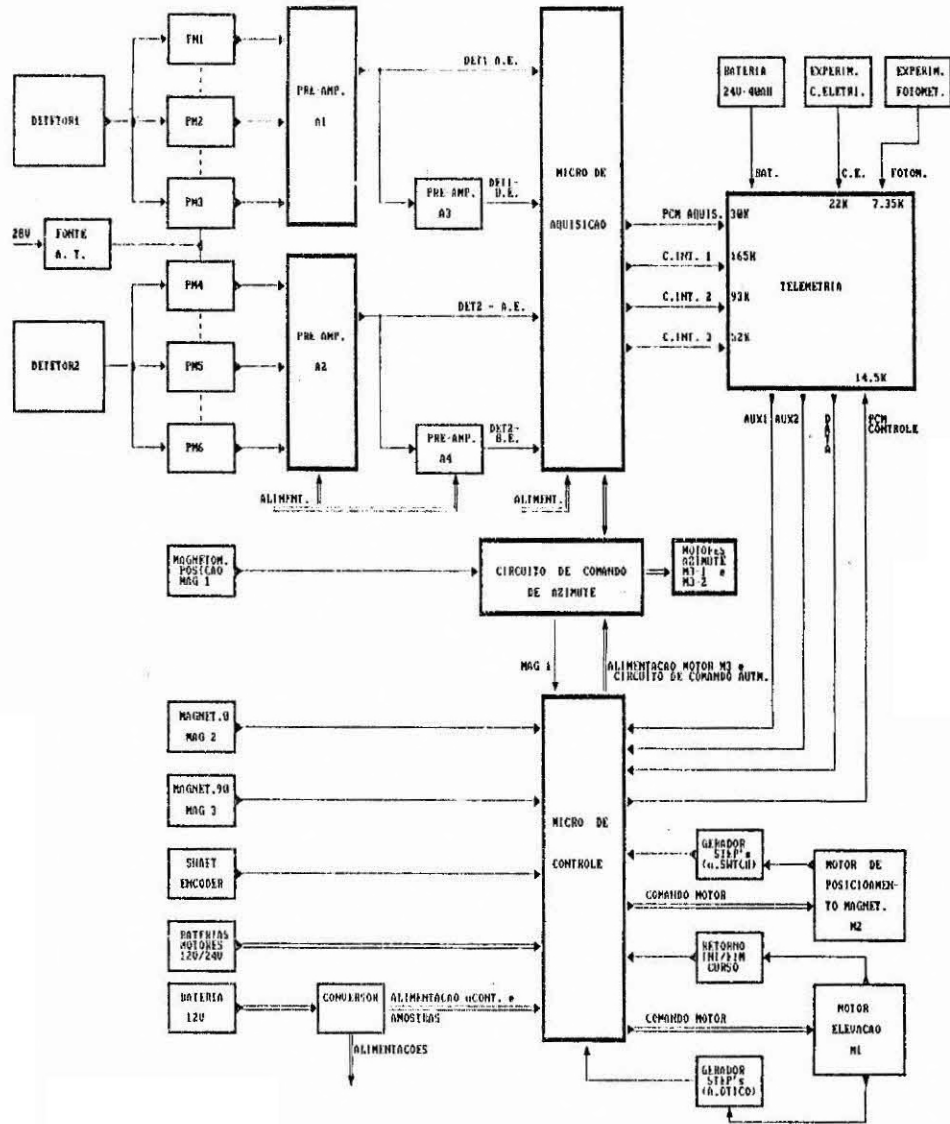 PM1
PRE-AMP.
A1
DETETOR1
PM2
PM3
28V
FONTE
A. T.
PM4
PRE AMP.
A2
DETETOR2
PM5
PM6
DET1 A.E.
PRE-AMP.
A3
DET1-
DET2 - A.E.
PRE-AMP.
A4
DET2-
B.E.
ALIMENT.
MICRO DE
AQUISICAO
ALIMENT.
BATERIA
24V-40AH
EXPERIM.
C.ELETRI.
EXPERIM.
FOTOMET.
BAT.
C.E.
FOTOM.
22K
7.35K
PCM AQUIS.
30K
C.INT. 1
165K
C.INT. 2
93K
C.INT. 3
52K
TELEMETRIA
14.5K
AUX1
AUX2
DATA
PCM
CONTROLE
MAGNETOM.
POSICAO
MAG 1
CIRCUITO DE COMANDO
DE AZIMUTE
MOTORES
AZIMUTE
M3-1 e
M3-2
MAG 1
ALIMENTACAO MOTOR M3 e
CIRCUITO DE COMANDO AUTM.
MAGNET.0
MAG 2
MAGNET.90
MAG 3
SHAFT
ENCODER
BATERIAS
MOTORES
12V/24V
BATERIA
12V
CONVERSOR
ALIMENTACAO uCONT. e
AMOSTRAS
ALIMENTACOES
MICRO DE
CONTROLE
GERADOR
STEP's
(u.SWTCH)
MOTOR DE
POSICIOAMEN-
TO MAGNET.
M2
COMANDO MOTOR
RETORNO
INI/FIM
CURSO
COMANDO MOTOR
MOTOR
ELEVACAO
M1
GERADOR
STEP's
(A.OTICO)